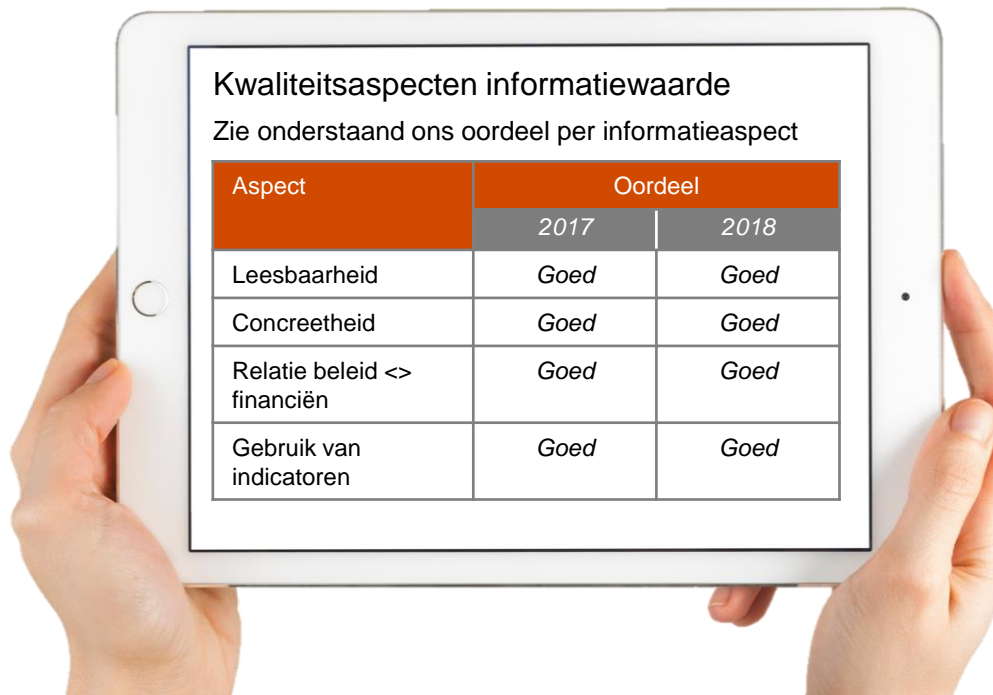 Kwaliteitsaspecten informatiewaarde
Zie onderstaand ons oordeel per informatieaspect
Aspect Oordeel
2017 2018
Leesbaarheid Goed Goed
Concreetheid Goed Goed
Relatie beleid <> Goed Goed
financiën
Gebruik van Goed Goed
indicatoren